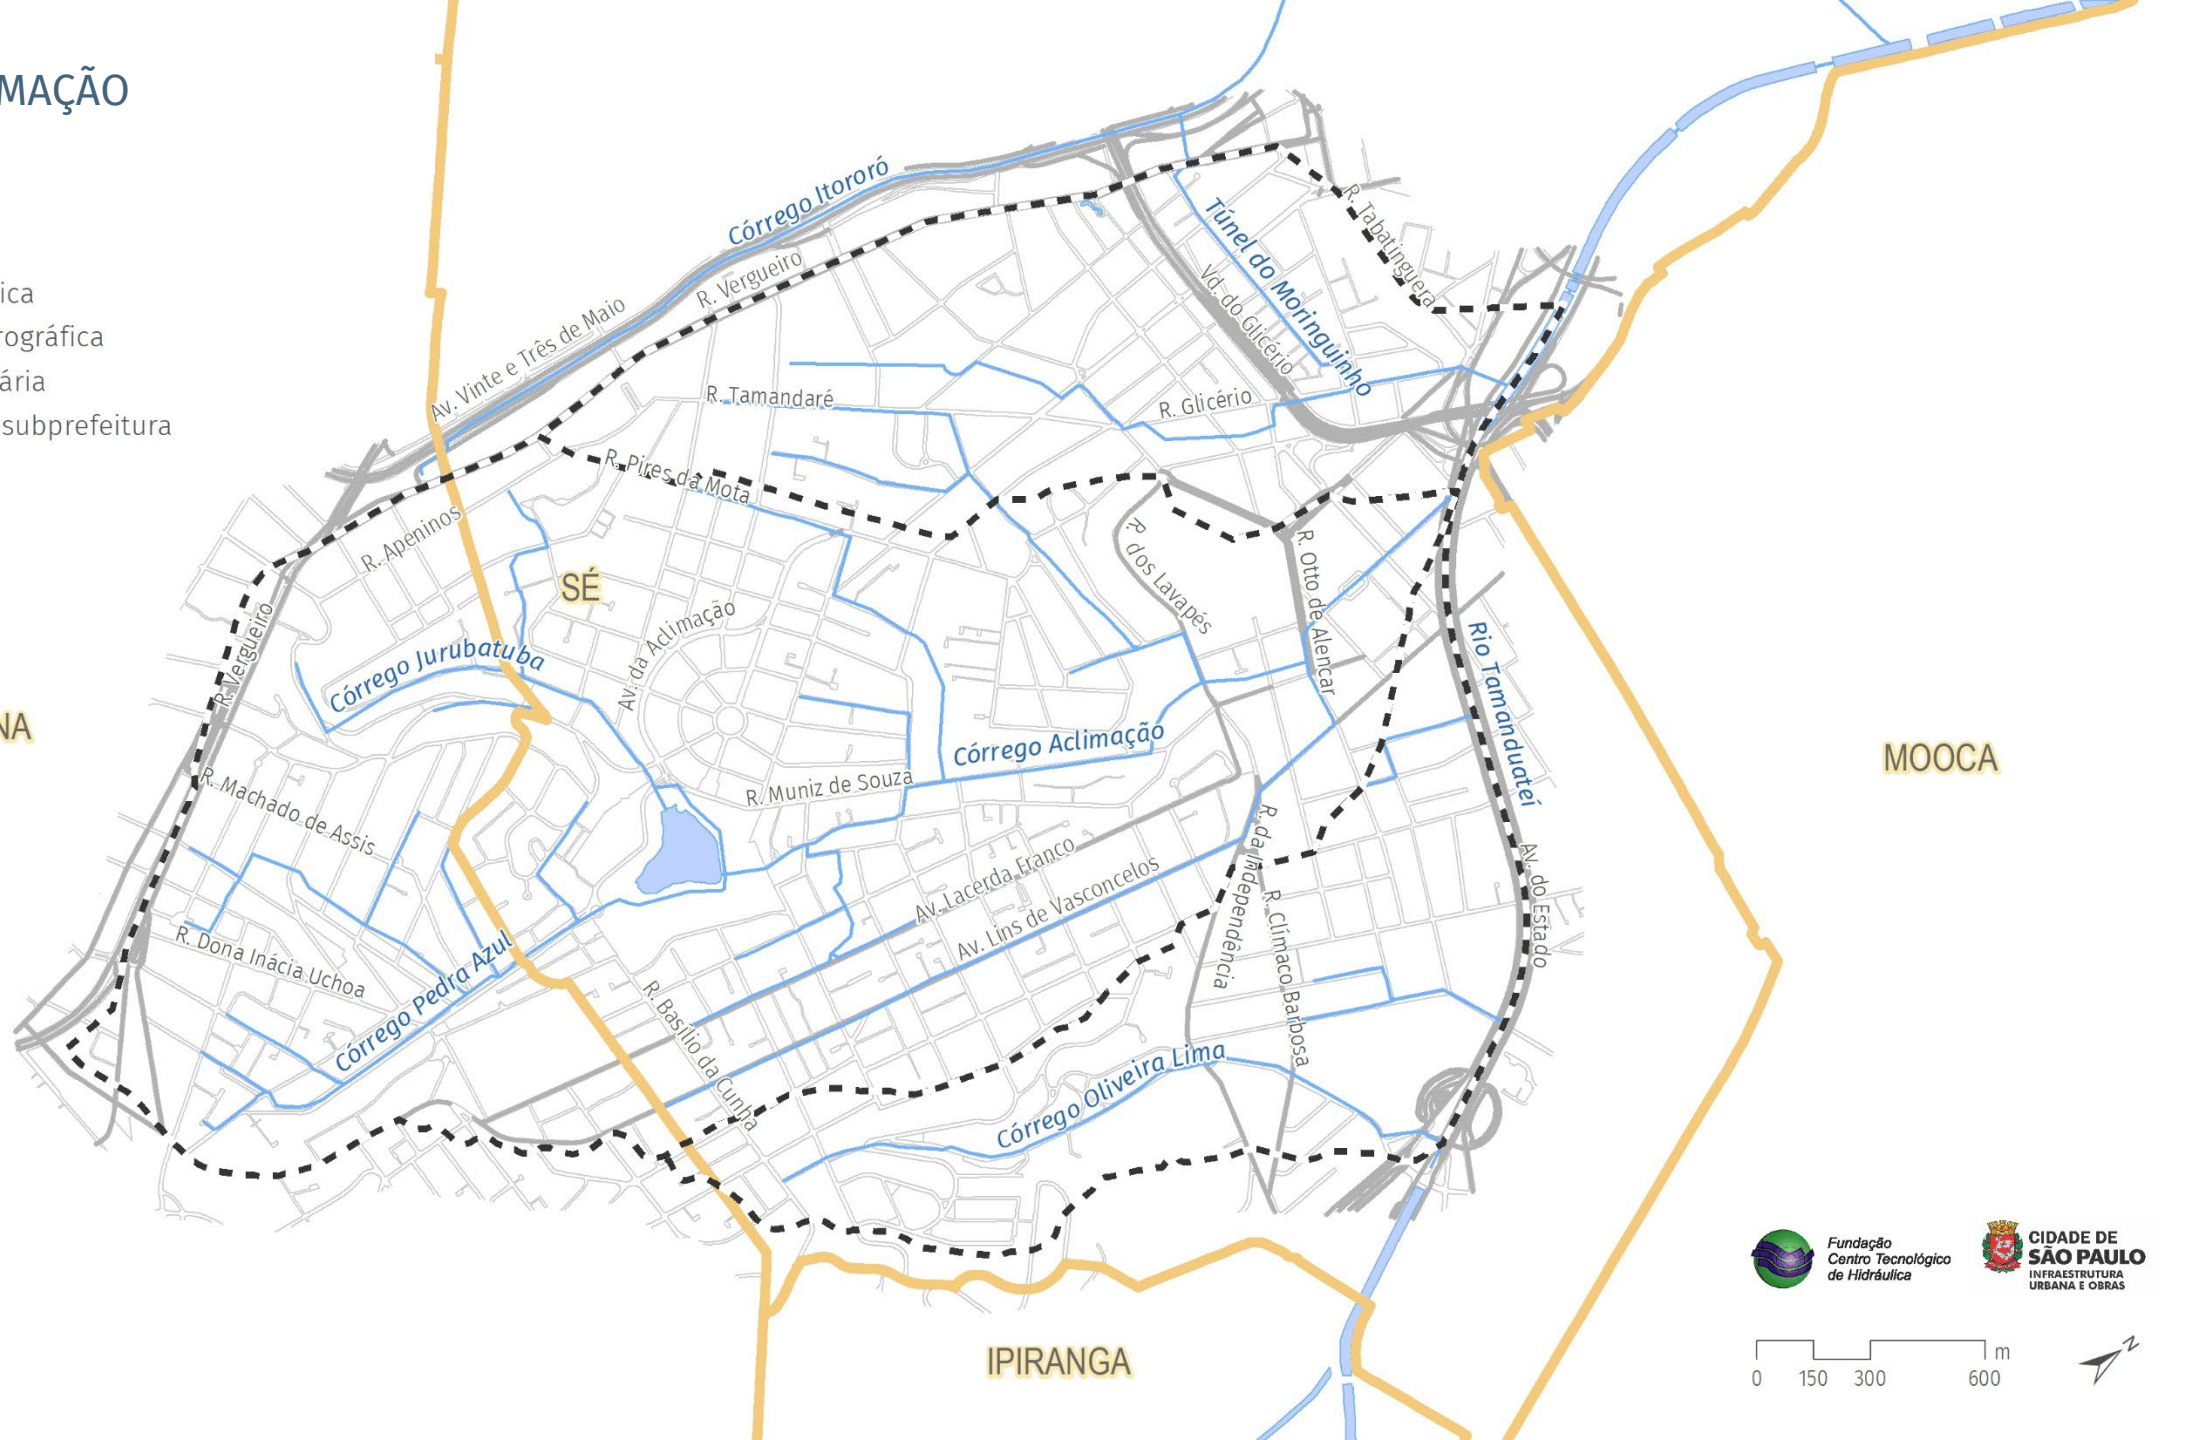 MAÇÃO
ica
rográfica
ária
subprefeitura
Córrego Itororó
R. Vergueiro
Av. Vinte e Três de Maio
R. Tabatinguera
Túnel do Moringuinho
Vd. do Glicério
R. Tamandaré
R. Glicério
R. Pires da Mota
R. Apeninos
SÉ
R. dos Lavapés
R. Otto de Alencar
Av. da Aclimação
R. Vergueiro
Córrego Jurubatuba
Rio Tamanduateí
NA
Córrego Aclimação
MOOCA
R. Muniz de Souza
R. Machado de Assis
Av. Lacerda Franco
Av. Lins de Vasconcelos
R. da Independência
R. Clímaco Barbosa
Av. do Estado
R. Dona Inácia Uchoa
Córrego Pedra Azul
R. Basílio da Cunha
Córrego Oliveira Lima
IPIRANGA
Fundação
Centro Tecnológico
de Hidráulica
CIDADE DE
SÃO PAULO
INFRAESTRUTURA
URBANA E OBRAS
m
0 150 300 600
N